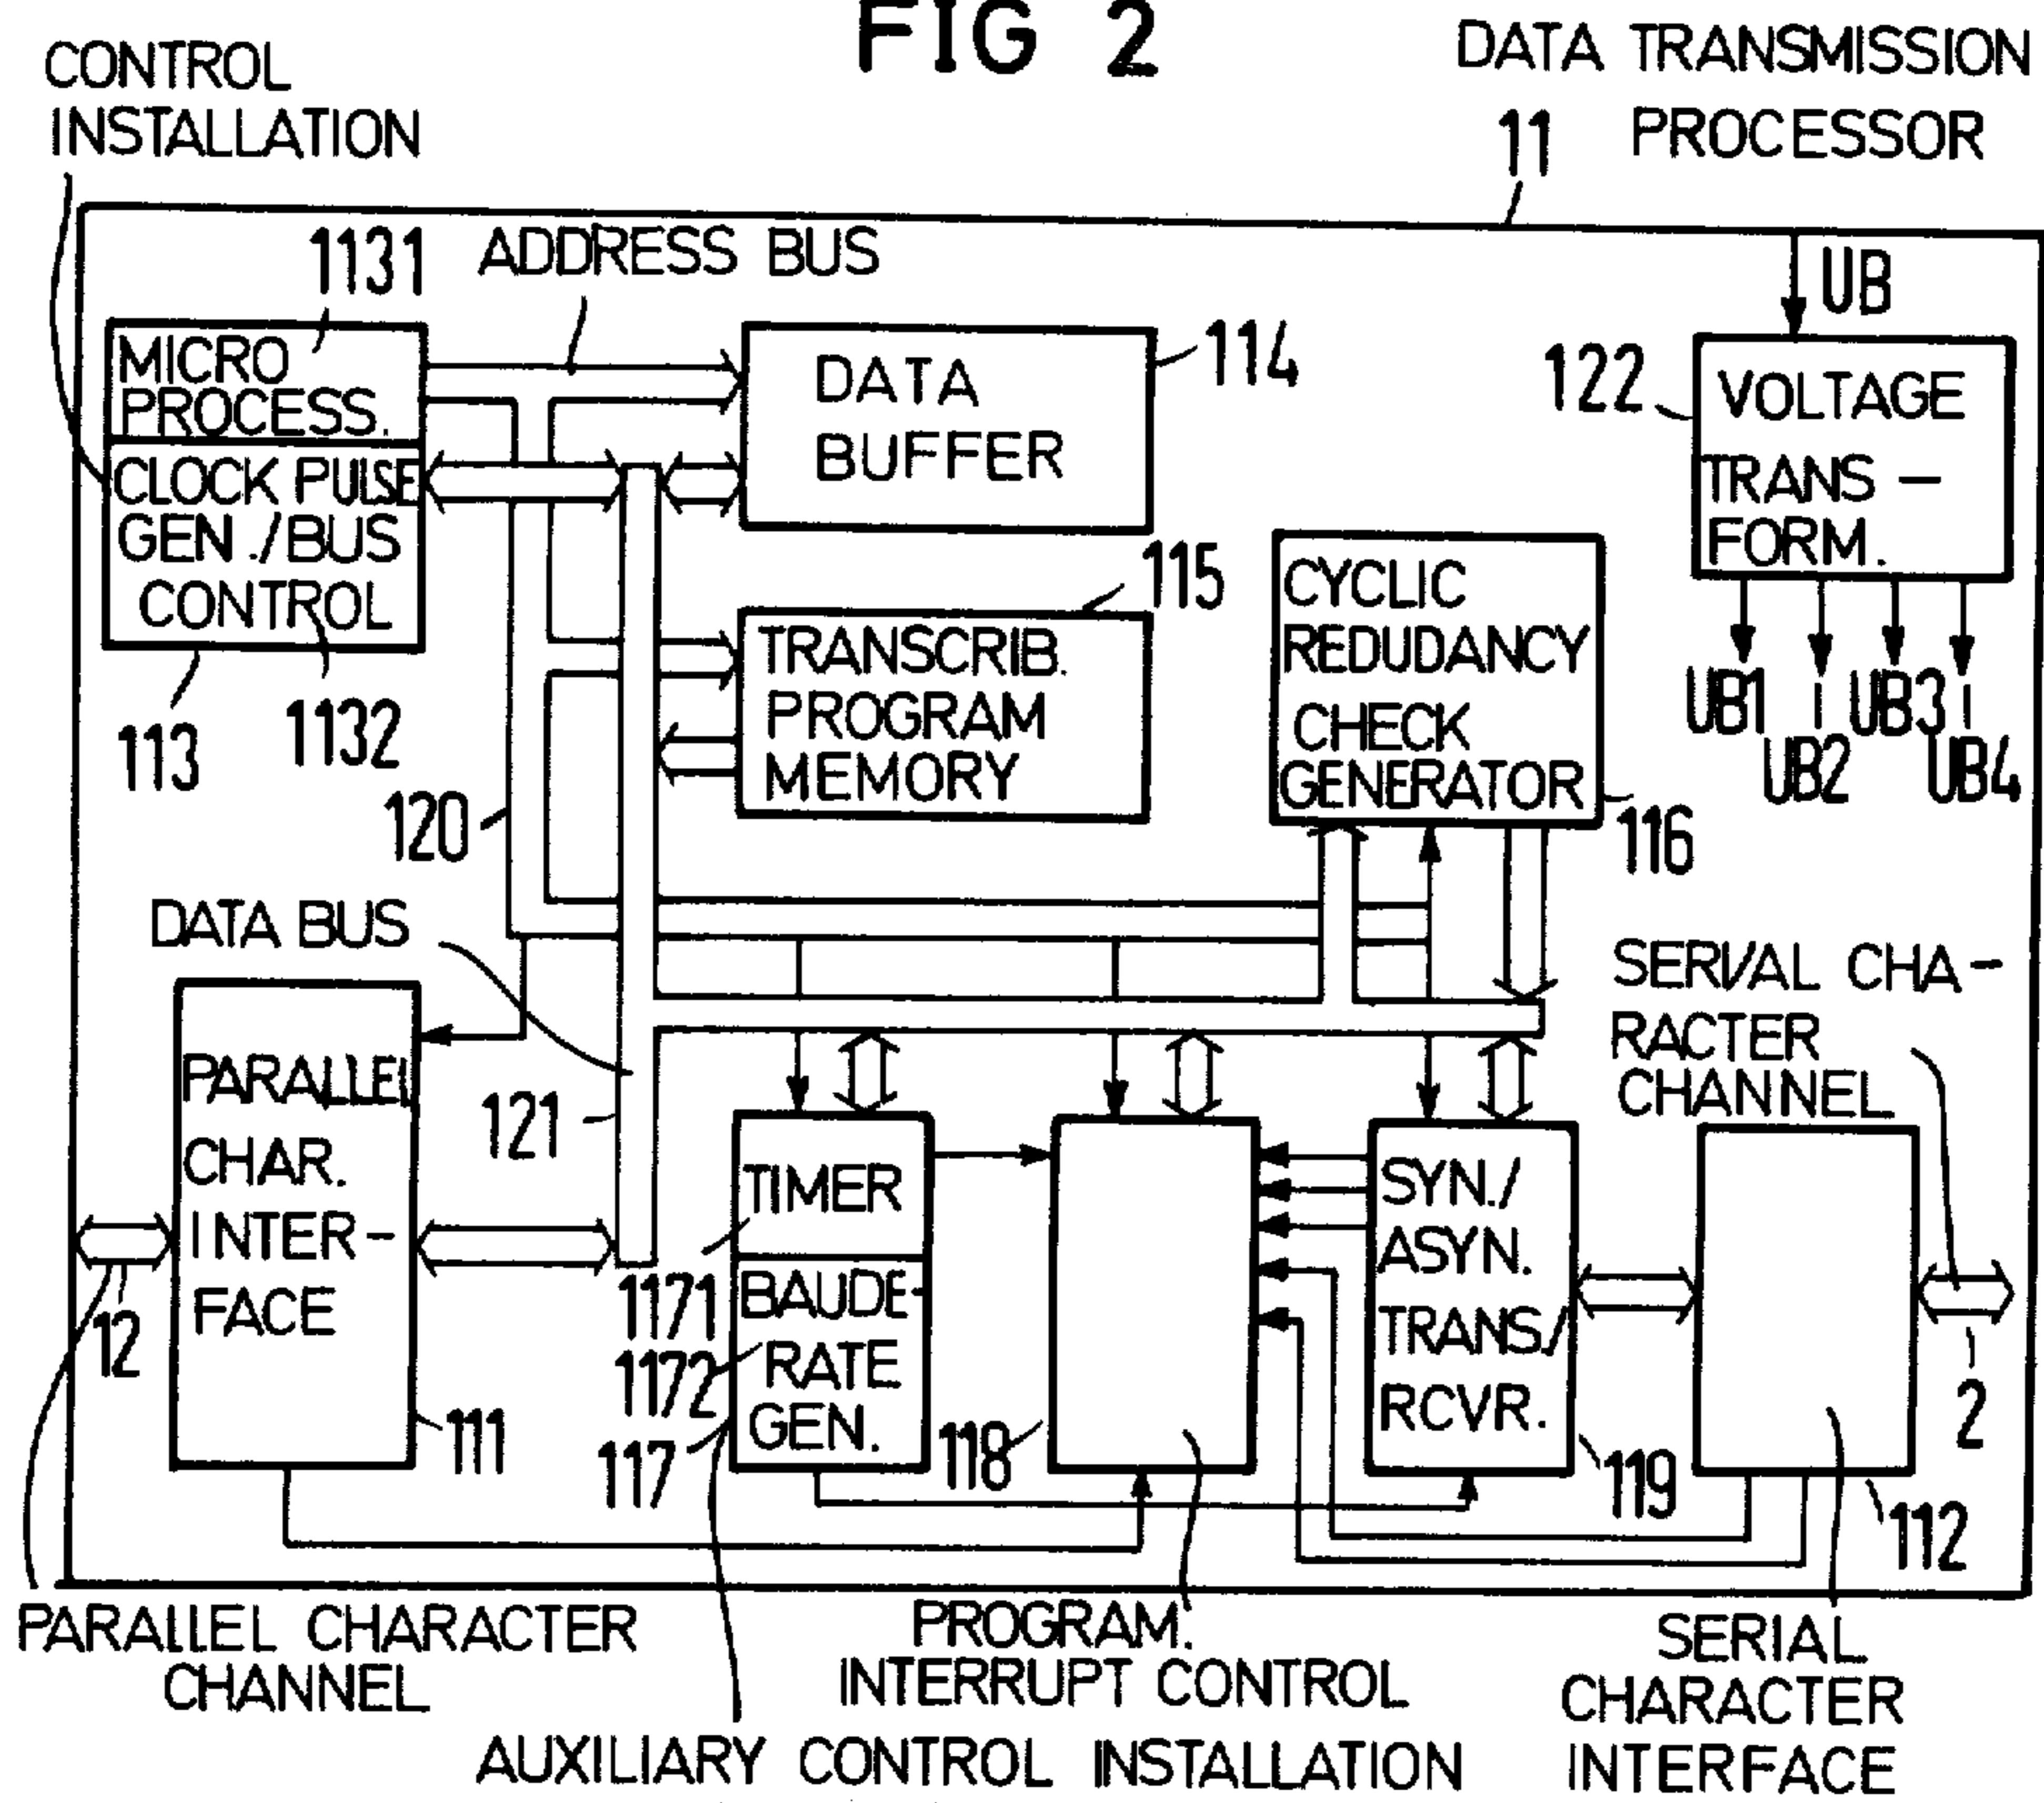 FIG 2
CONTROL
INSTALLATION
DATA TRANSMISSION
PROCESSOR
11
1131
ADDRESS BUS
UB
MICRO
PROCESS.
CLOCK PULSE
GEN./BUS
CONTROL
113
1132
DATA
BUFFER
114
122
VOLTAGE
TRANS-
FORM.
UB1
UB2
UB3
UB4
115
TRANSCRIB.
PROGRAM
MEMORY
CYCLIC
REDUDANCY
CHECK
GENERATOR
116
120
DATA BUS
121
SERIAL CHA-
RACTER
CHANNEL
PARALLEL
CHAR.
INTER-
FACE
12
111
TIMER
BAUDE-
RATE
GEN.
1171
1172
117
118
SYN./
ASYN.
TRANS/
RCVR.
119
2
112
PARALLEL CHARACTER
CHANNEL
PROGRAM.
INTERRUPT CONTROL
AUXILIARY CONTROL INSTALLATION
SERIAL
CHARACTER
INTERFACE